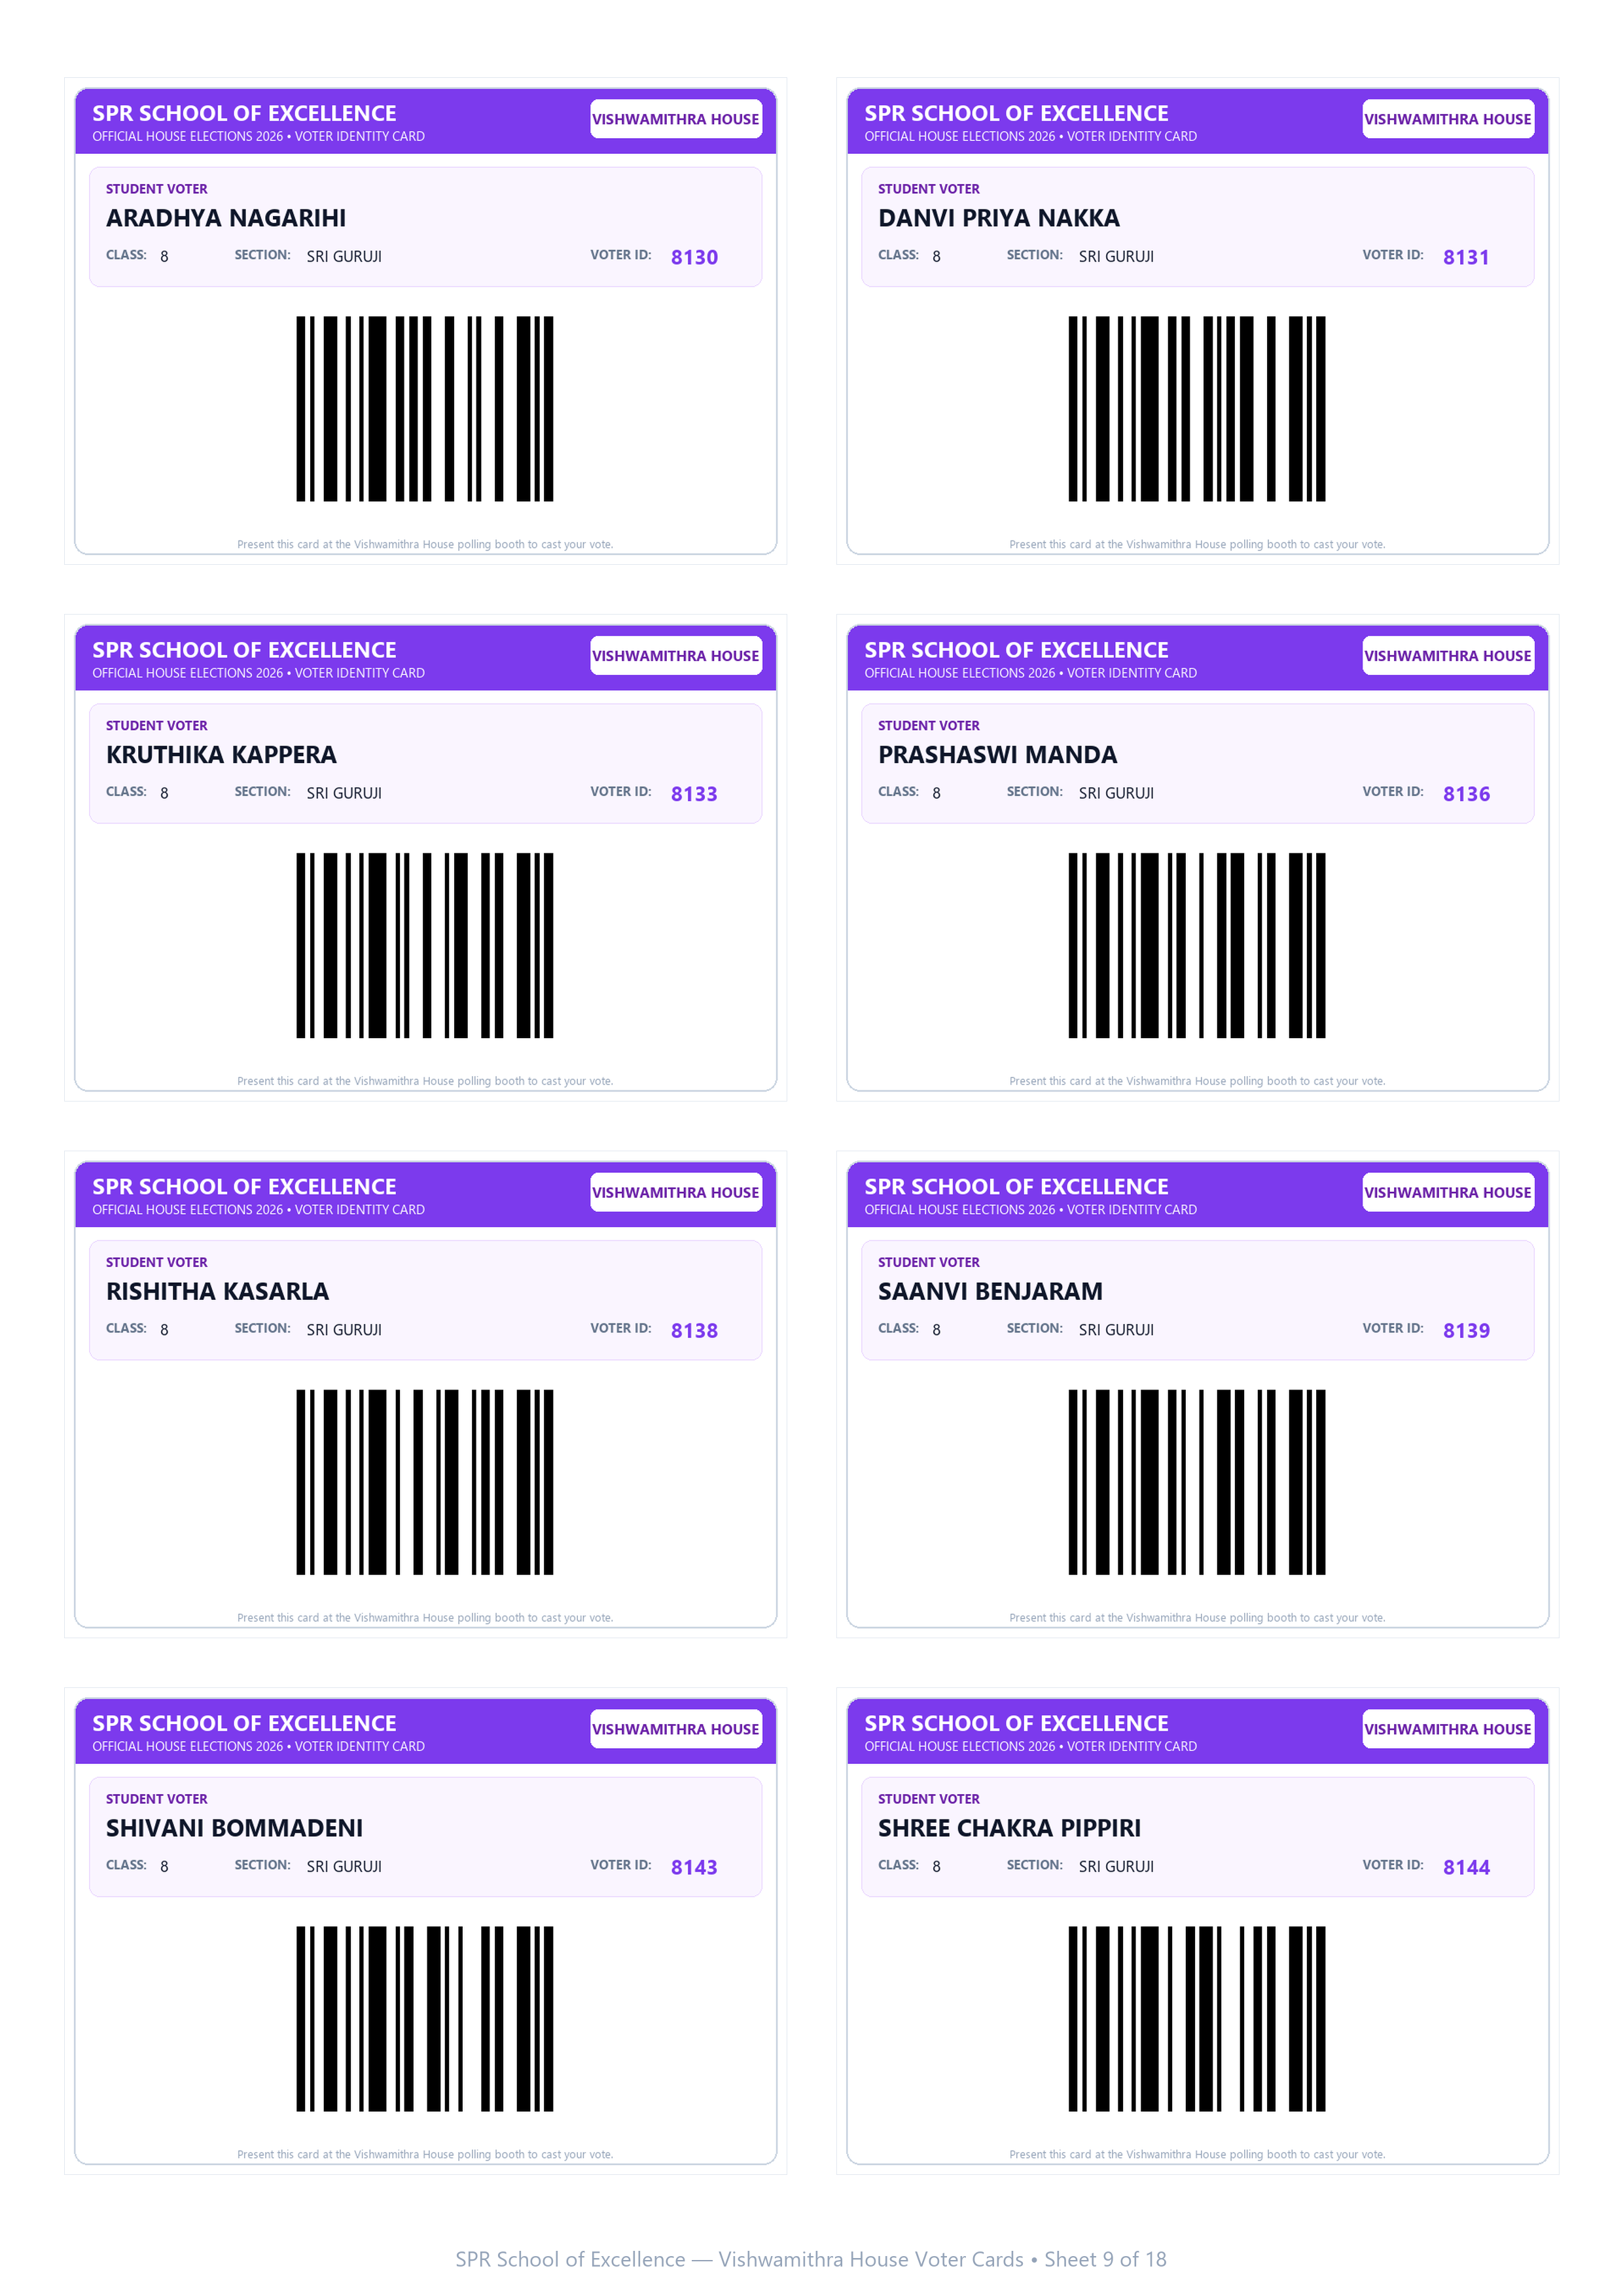 SPR SCHOOL OF EXCELLENCE
OFFICIAL HOUSE ELECTIONS 2026 • VOTER IDENTITY CARD
VISHWAMITHRA HOUSE
STUDENT VOTER
ARADHYA NAGARIHI
CLASS: 8 SECTION: SRI GURUJI VOTER ID: 8130
Present this card at the Vishwamithra House polling booth to cast your vote.
SPR SCHOOL OF EXCELLENCE
OFFICIAL HOUSE ELECTIONS 2026 • VOTER IDENTITY CARD
VISHWAMITHRA HOUSE
STUDENT VOTER
DANVI PRIYA NAKKA
CLASS: 8 SECTION: SRI GURUJI VOTER ID: 8131
Present this card at the Vishwamithra House polling booth to cast your vote.
SPR SCHOOL OF EXCELLENCE
OFFICIAL HOUSE ELECTIONS 2026 • VOTER IDENTITY CARD
VISHWAMITHRA HOUSE
STUDENT VOTER
KRUTHIKA KAPPERA
CLASS: 8 SECTION: SRI GURUJI VOTER ID: 8133
Present this card at the Vishwamithra House polling booth to cast your vote.
SPR SCHOOL OF EXCELLENCE
OFFICIAL HOUSE ELECTIONS 2026 • VOTER IDENTITY CARD
VISHWAMITHRA HOUSE
STUDENT VOTER
PRASHASWI MANDA
CLASS: 8 SECTION: SRI GURUJI VOTER ID: 8136
Present this card at the Vishwamithra House polling booth to cast your vote.
SPR SCHOOL OF EXCELLENCE
OFFICIAL HOUSE ELECTIONS 2026 • VOTER IDENTITY CARD
VISHWAMITHRA HOUSE
STUDENT VOTER
RISHITHA KASARLA
CLASS: 8 SECTION: SRI GURUJI VOTER ID: 8138
Present this card at the Vishwamithra House polling booth to cast your vote.
SPR SCHOOL OF EXCELLENCE
OFFICIAL HOUSE ELECTIONS 2026 • VOTER IDENTITY CARD
VISHWAMITHRA HOUSE
STUDENT VOTER
SAANVI BENJARAM
CLASS: 8 SECTION: SRI GURUJI VOTER ID: 8139
Present this card at the Vishwamithra House polling booth to cast your vote.
SPR SCHOOL OF EXCELLENCE
OFFICIAL HOUSE ELECTIONS 2026 • VOTER IDENTITY CARD
VISHWAMITHRA HOUSE
STUDENT VOTER
SHIVANI BOMMADENI
CLASS: 8 SECTION: SRI GURUJI VOTER ID: 8143
Present this card at the Vishwamithra House polling booth to cast your vote.
SPR SCHOOL OF EXCELLENCE
OFFICIAL HOUSE ELECTIONS 2026 • VOTER IDENTITY CARD
VISHWAMITHRA HOUSE
STUDENT VOTER
SHREE CHAKRA PIPPIRI
CLASS: 8 SECTION: SRI GURUJI VOTER ID: 8144
Present this card at the Vishwamithra House polling booth to cast your vote.
SPR School of Excellence — Vishwamithra House Voter Cards • Sheet 9 of 18